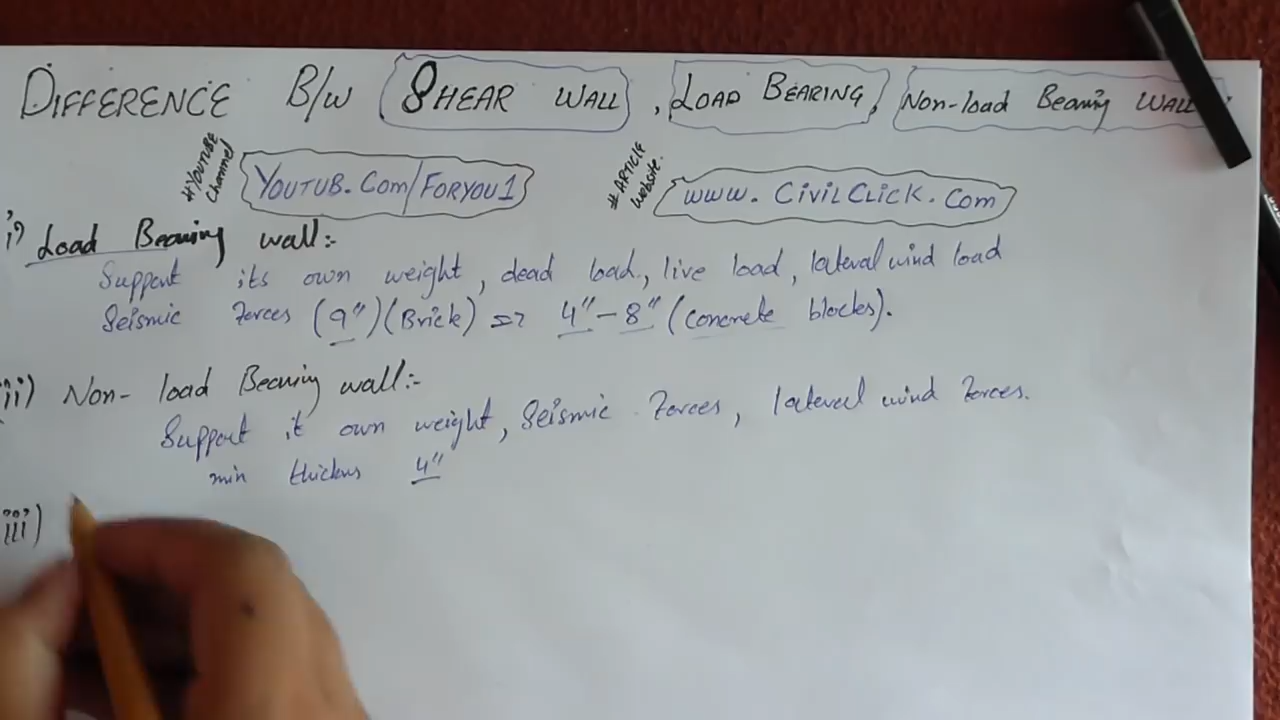 DIFFERENCE B/W SHEAR WALL, LOAD BEARING, Non-load Bearing WALL.
#YOUTUBE Channel
YOUTUB.Com/FORYOU1
#ARTICLE Website.
www.CivilClick.Com
i) Load Bearing wall:-
Support its own weight, dead load, live load, lateral wind load
Seismic Forces (9") (Brick) => 4"-8" (concrete blocks).
ii) Non-load Bearing wall:-
Support it own weight, Seismic Forces, lateral wind Forces.
min thicknes 4"
iii)